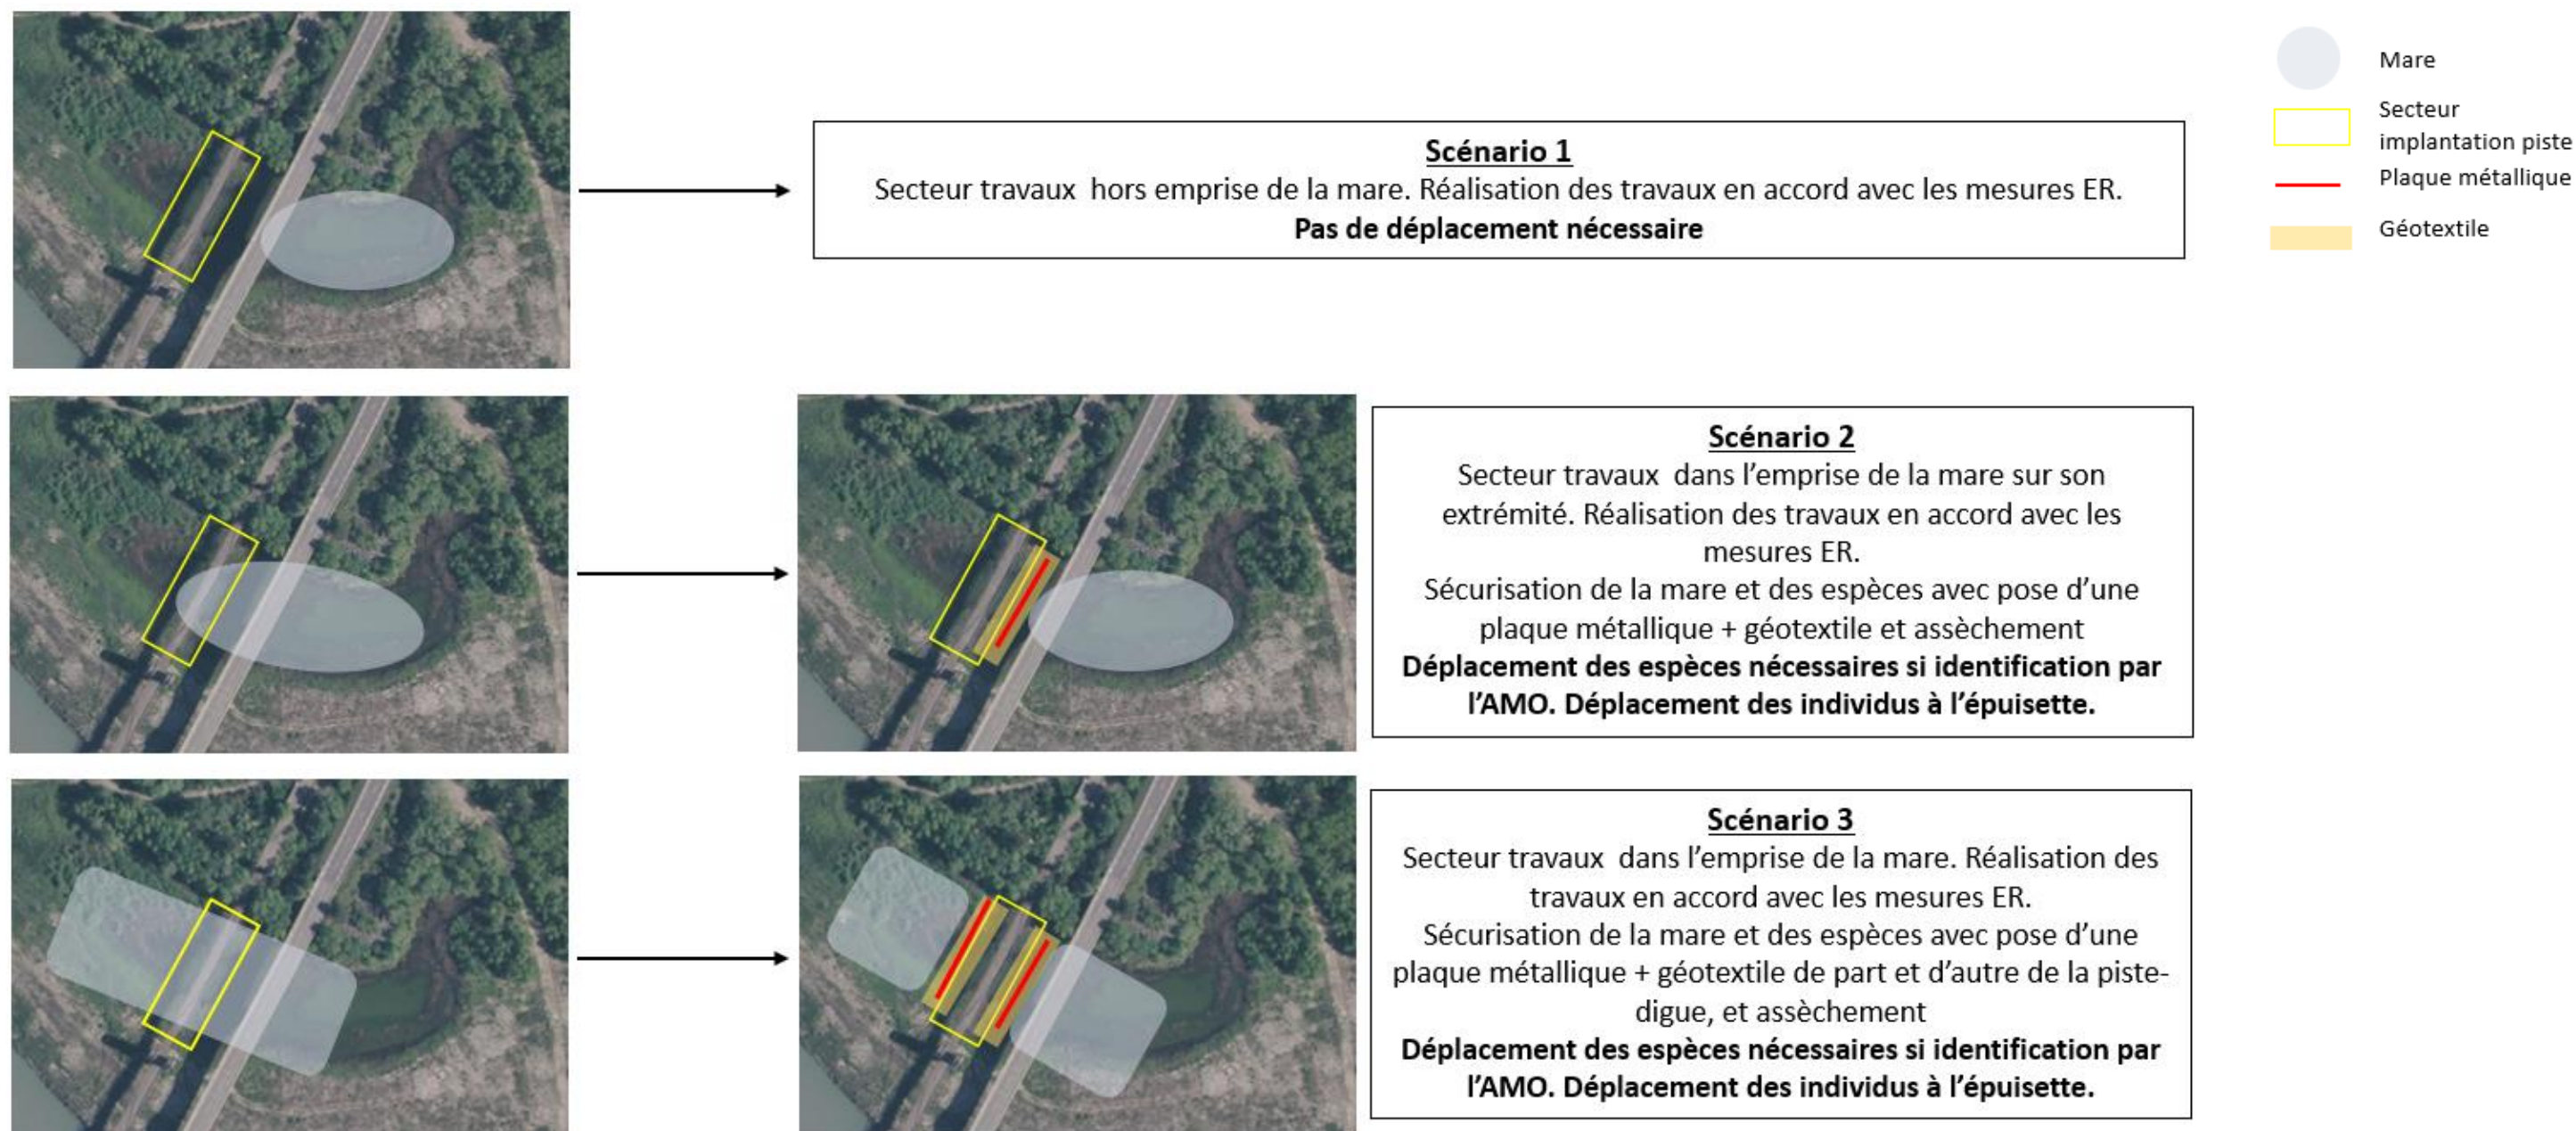 Scénario 1
Secteur travaux  hors emprise de la mare. Réalisation des travaux en accord avec les mesures ER.
Pas de déplacement nécessaire
Mare
Secteur
implantation piste
Plaque métallique
Géotextile
Scénario 2
Secteur travaux  dans l'emprise de la mare sur son
extrémité. Réalisation des travaux en accord avec les
mesures ER.
Sécurisation de la mare et des espèces avec pose d'une
plaque métallique + géotextile et assèchement
Déplacement des espèces nécessaires si identification par
l'AMO. Déplacement des individus à l'épuisette.
Scénario 3
Secteur travaux  dans l'emprise de la mare. Réalisation des
travaux en accord avec les mesures ER.
Sécurisation de la mare et des espèces avec pose d'une
plaque métallique + géotextile de part et d'autre de la piste-
digue, et assèchement
Déplacement des espèces nécessaires si identification par
l'AMO. Déplacement des individus à l'épuisette.